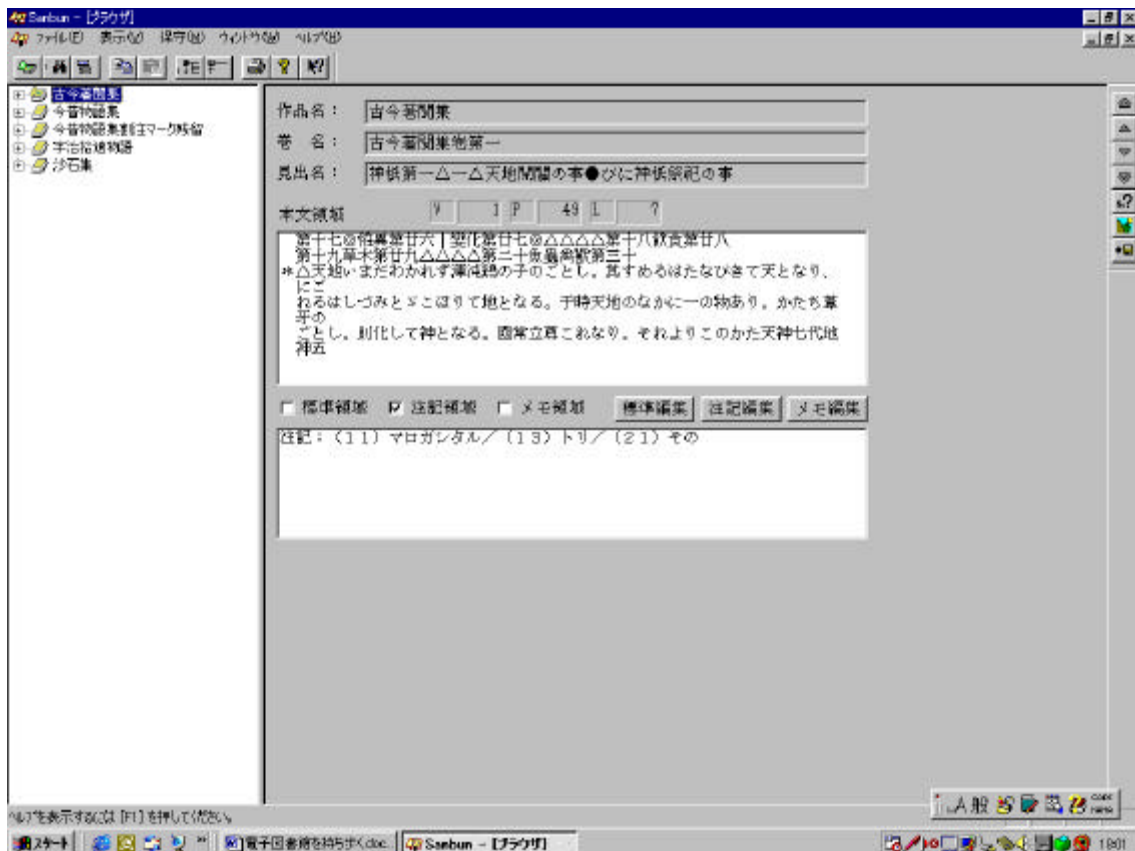 Sanbun - [ブラウザ]
ファイル(F) 表示(V) 保守(M) ウィンドウ(W) ヘルプ(H)
古今著聞集
今昔物語集
今昔物語集割注マーク残留
宇治拾遺物語
沙石集
作品名： 古今著聞集
巻 名： 古今著聞集巻第一
見出名： 神祇第一△一△天地開闢の事●びに神祇祭祀の事
本文領域 V 1 P 49 L 7
第十七◎怪異第廿六｜変化第廿七◎△△△△第十八飲食第廿八
第十九草木第廿九△△△△第二十魚蟲禽獣第三十
*△天地いまだわかれず渾沌鶏の子のごとし。其すめるはたなびきて天となり、
にご
れるはしづみとゞこほりて地となる。于時天地のなかに一の物あり。かたち葦
牙の
ごとし。則化して神となる。國常立尊これなり。それよりこのかた天神七代地
神五
標準領域 注記領域 メモ領域 標準編集 注記編集 メモ編集
注記：（１１）マロガシタル／（１３）トリ／（２１）その
ヘルプを表示するには [F1] を押してください。
A 般
スタート 電子図書館を持ち歩く.doc... Sanbun - [ブラウザ] 18:01